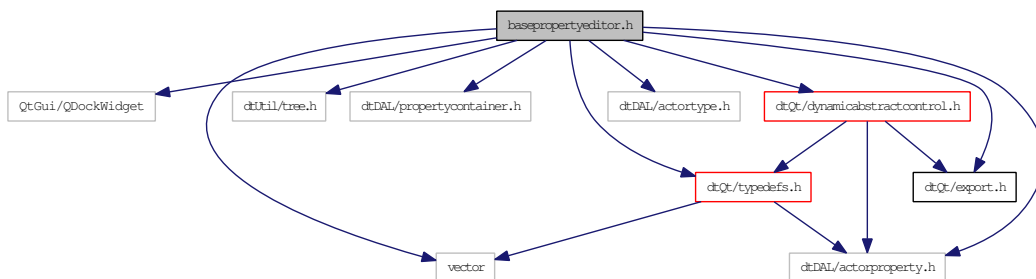 basepropertyeditor.h
QtGui/QDockWidget
dtUtil/tree.h
dtDAL/propertycontainer.h
dtDAL/actortype.h
dtQt/dynamicabstractcontrol.h
dtQt/typedefs.h
dtQt/export.h
vector
dtDAL/actorproperty.h